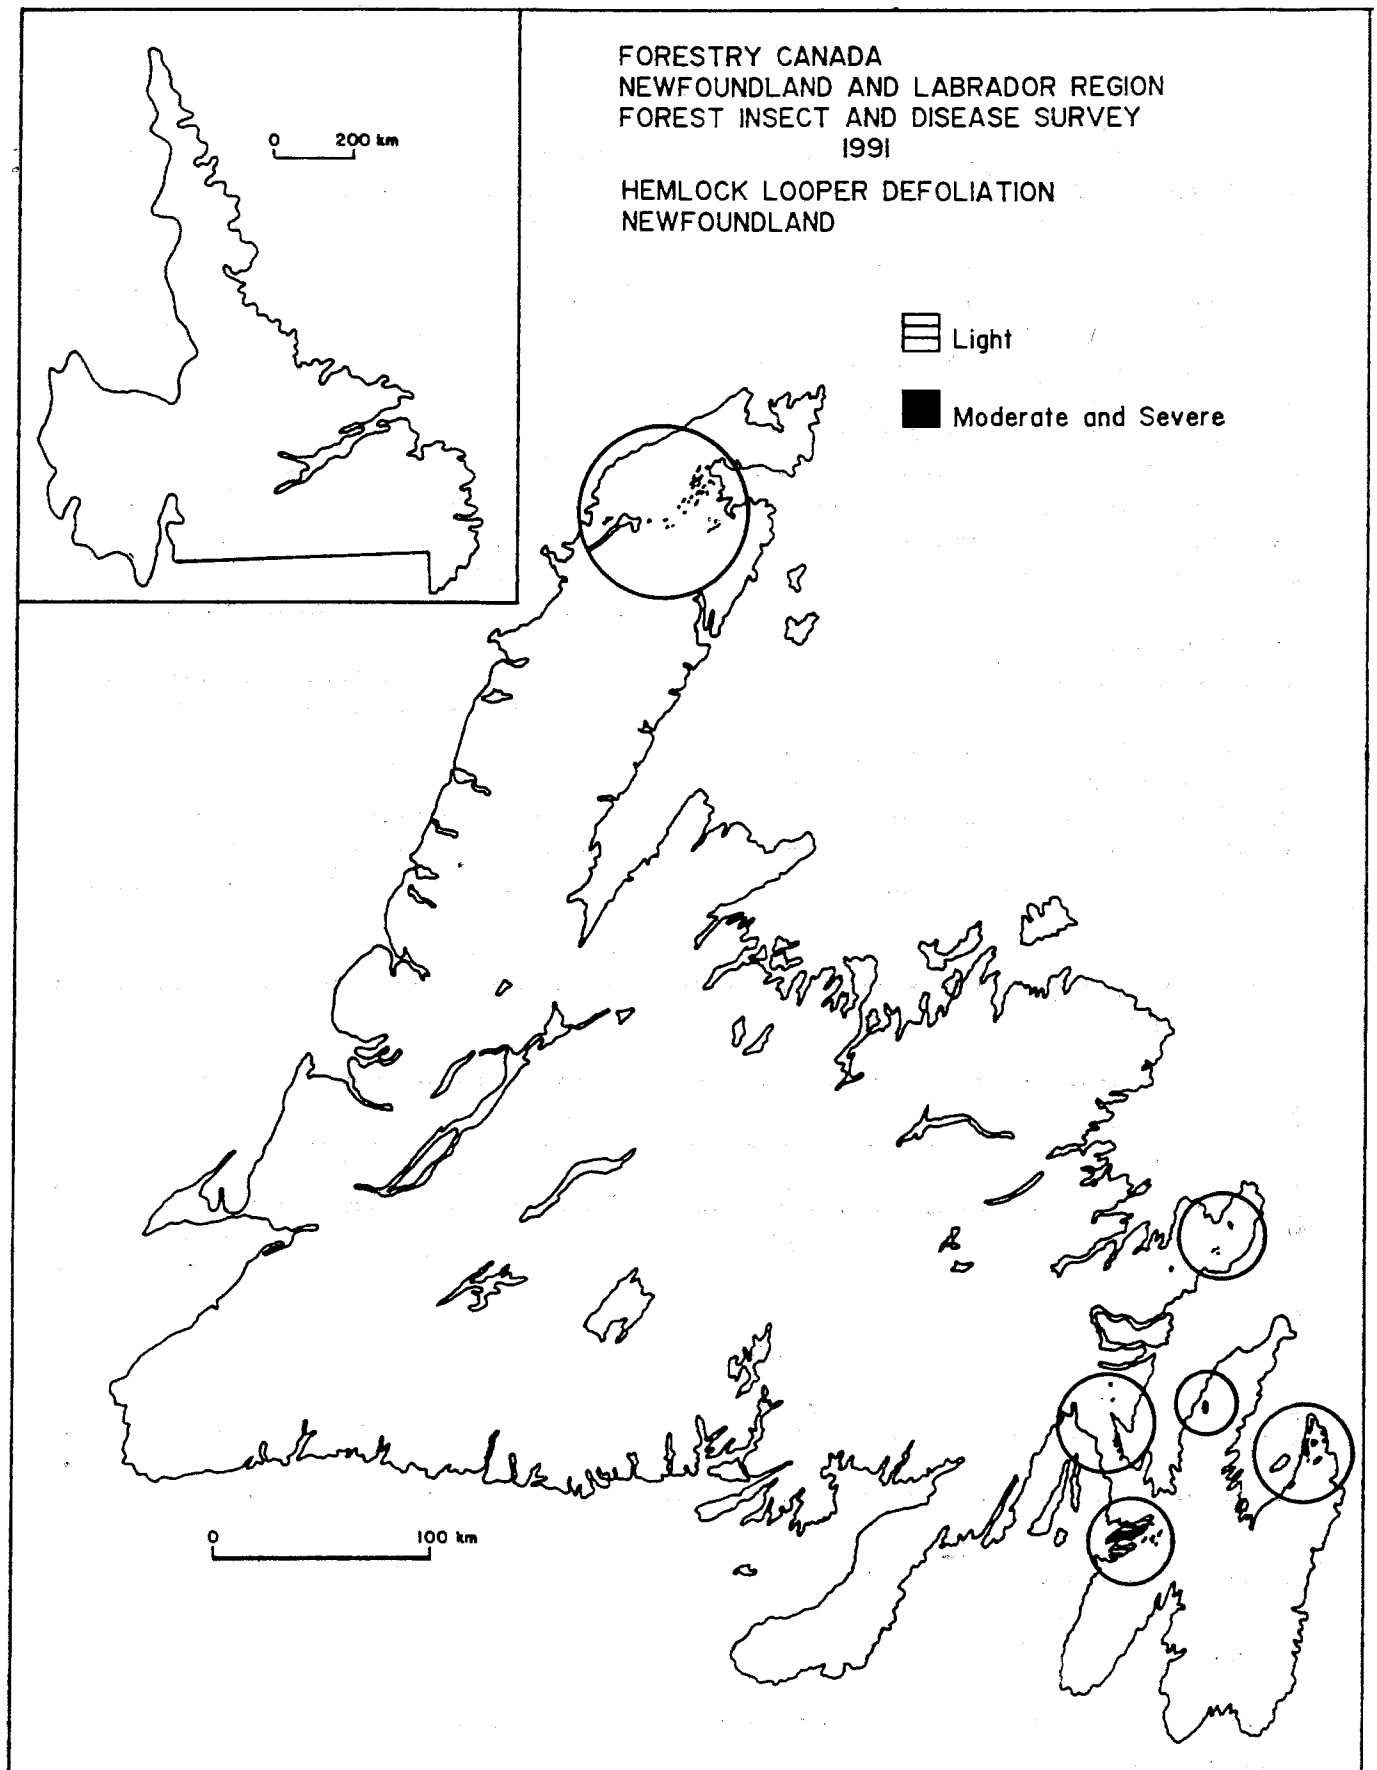 FORESTRY CANADA
NEWFOUNDLAND AND LABRADOR REGION
FOREST INSECT AND DISEASE SURVEY
1991
HEMLOCK LOOPER DEFOLIATION
NEWFOUNDLAND
0 200 km
Light
Moderate and Severe
0 100 km